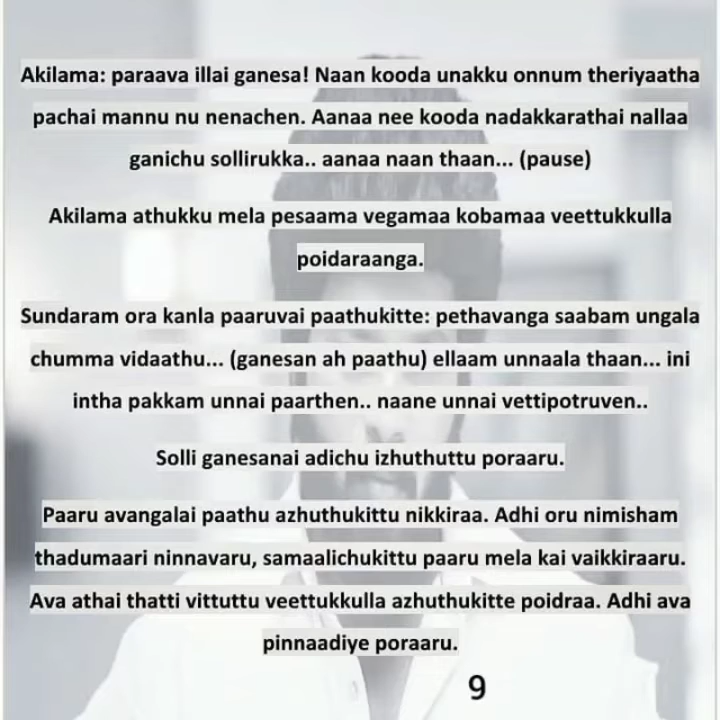 Akilama: paraava illai ganesa! Naan kooda unakku onnum theriyaatha
pachai mannu nu nenachen. Aanaa nee kooda nadakkarathai nallaa
ganichu sollirukka.. aanaa naan thaan... (pause)
Akilama athukku mela pesaama vegamaa kobamaa veettukkulla
poidaraanga.
Sundaram ora kanla paaruvai paathukitte: pethavanga saabam ungala
chumma vidaathu... (ganesan ah paathu) ellaam unnaala thaan... ini
intha pakkam unnai paarthen.. naane unnai vettipotruven..
Solli ganesanai adichu izhuthuttu poraaru.
Paaru avangalai paathu azhuthukittu nikkiraa. Adhi oru nimisham
thadumaari ninnavaru, samaalichukittu paaru mela kai vaikkiraaru.
Ava athai thatti vittuttu veettukkulla azhuthukitte poidraa. Adhi ava
pinnaadiye poraaru.
9